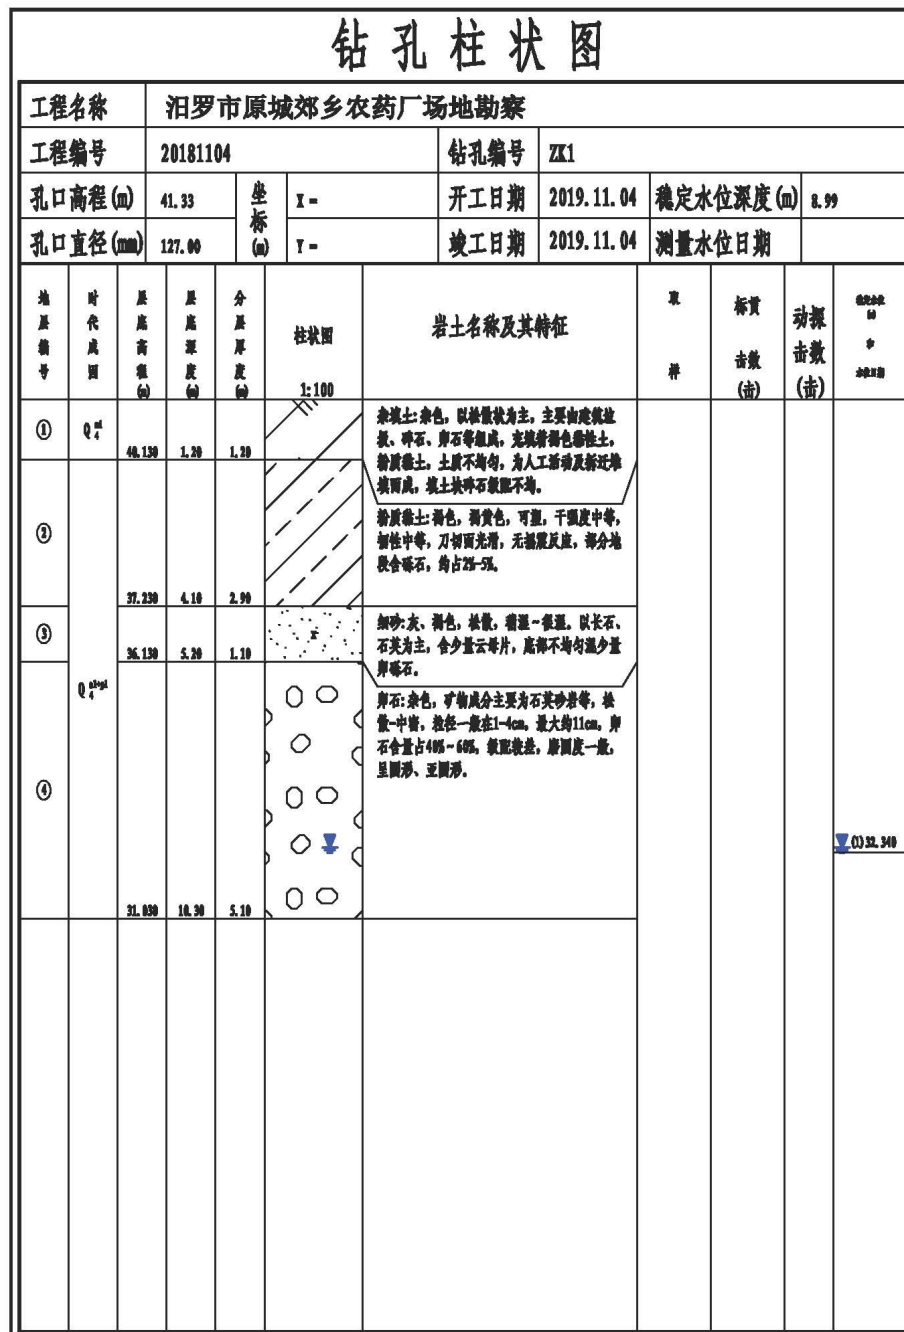 钻孔柱状图
工程名称 汨罗市原城郊乡农药厂场地勘察
工程编号 20181104 钻孔编号 ZK1
孔口高程(m) 41.33 坐标(m) X= 开工日期 2019.11.04 稳定水位深度(m) 8.99
孔口直径(mm) 127.00 Y= 竣工日期 2019.11.04 测量水位日期
地层编号 时代成因 层底高程(m) 层底深度(m) 分层厚度(m) 柱状图 1:100 岩土名称及其特征 取样 标贯击数(击) 动探击数(击) 稳定水位(m)和水位日期
① Q4ml 40.130 1.20 1.20
杂填土:杂色，以松散状为主，主要由建筑垃
圾、碎石、卵石等组成，充填着褐色黏性土，
粉质黏土，土质不均匀，为人工活动及拆迁堆
填而成，填土块碎石级配不均。
② 37.230 4.10 2.90
粉质黏土:褐色，褐黄色，可塑，干强度中等，
韧性中等，刀切面光滑，无摇震反应，部分地
段含砾石，约占2%-5%。
③ 36.130 5.20 1.10
细砂:灰、褐色，松散，稍湿~很湿。以长石、
石英为主，含少量云母片，底部不均匀混少量
卵砾石。
Q4al+pl
④ 31.030 10.30 5.10
卵石:杂色，矿物成分主要为石英砂岩等，松
散-中密，粒径一般在1-4cm，最大约11cm，卵
石含量占40%~60%，级配较差，磨圆度一般，
呈圆形、亚圆形。
(1)32.340